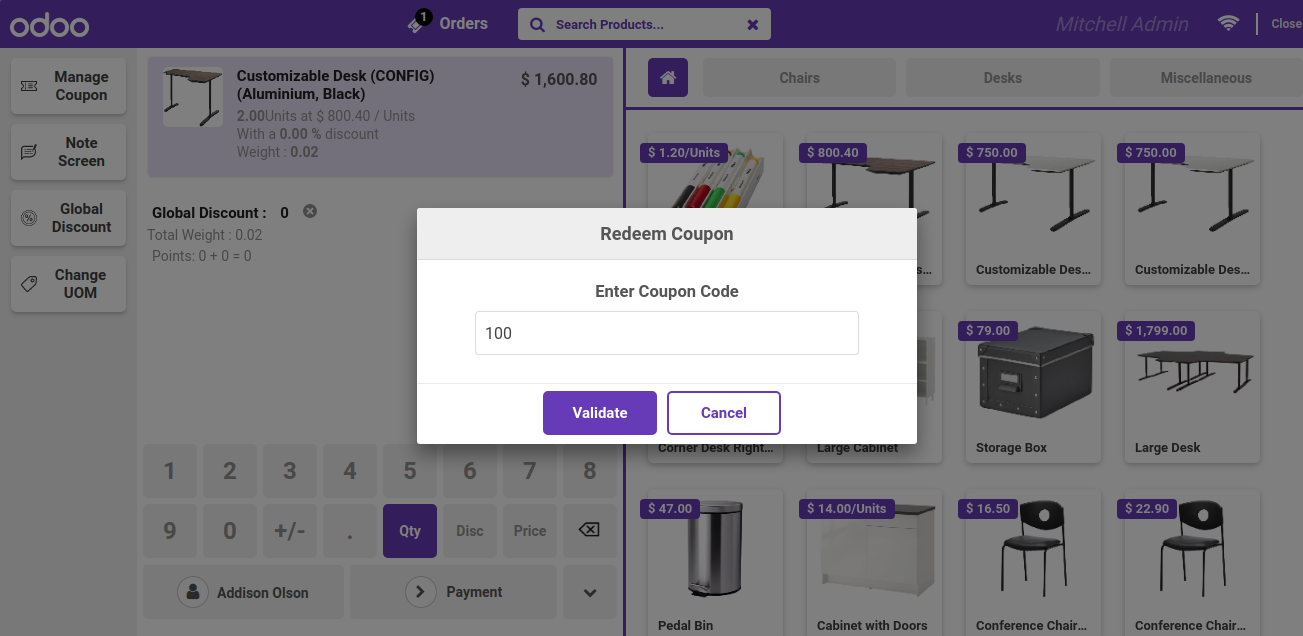 odoo
1
Orders
Search Products...
Mitchell Admin
Close
Manage
Coupon
Note
Screen
Global
Discount
Change
UOM
Customizable Desk (CONFIG)
(Aluminium, Black)
$ 1,600.80
2.00Units at $ 800.40 / Units
With a 0.00 % discount
Weight : 0.02
Global Discount : 0
Total Weight : 0.02
Points: 0 + 0 = 0
1 2 3 4 5 6 7 8
9 0 +/- . Qty Disc Price
Addison Olson
Payment
Chairs
Desks
Miscellaneous
$ 1.20/Units
$ 800.40
$ 750.00
$ 750.00
Customizable Des...
Customizable Des...
$ 79.00
$ 1,799.00
Corner Desk Right...
Large Cabinet
Storage Box
Large Desk
$ 47.00
$ 14.00/Units
$ 16.50
$ 22.90
Pedal Bin
Cabinet with Doors
Conference Chair...
Conference Chair...
Redeem Coupon
Enter Coupon Code
100
Validate
Cancel